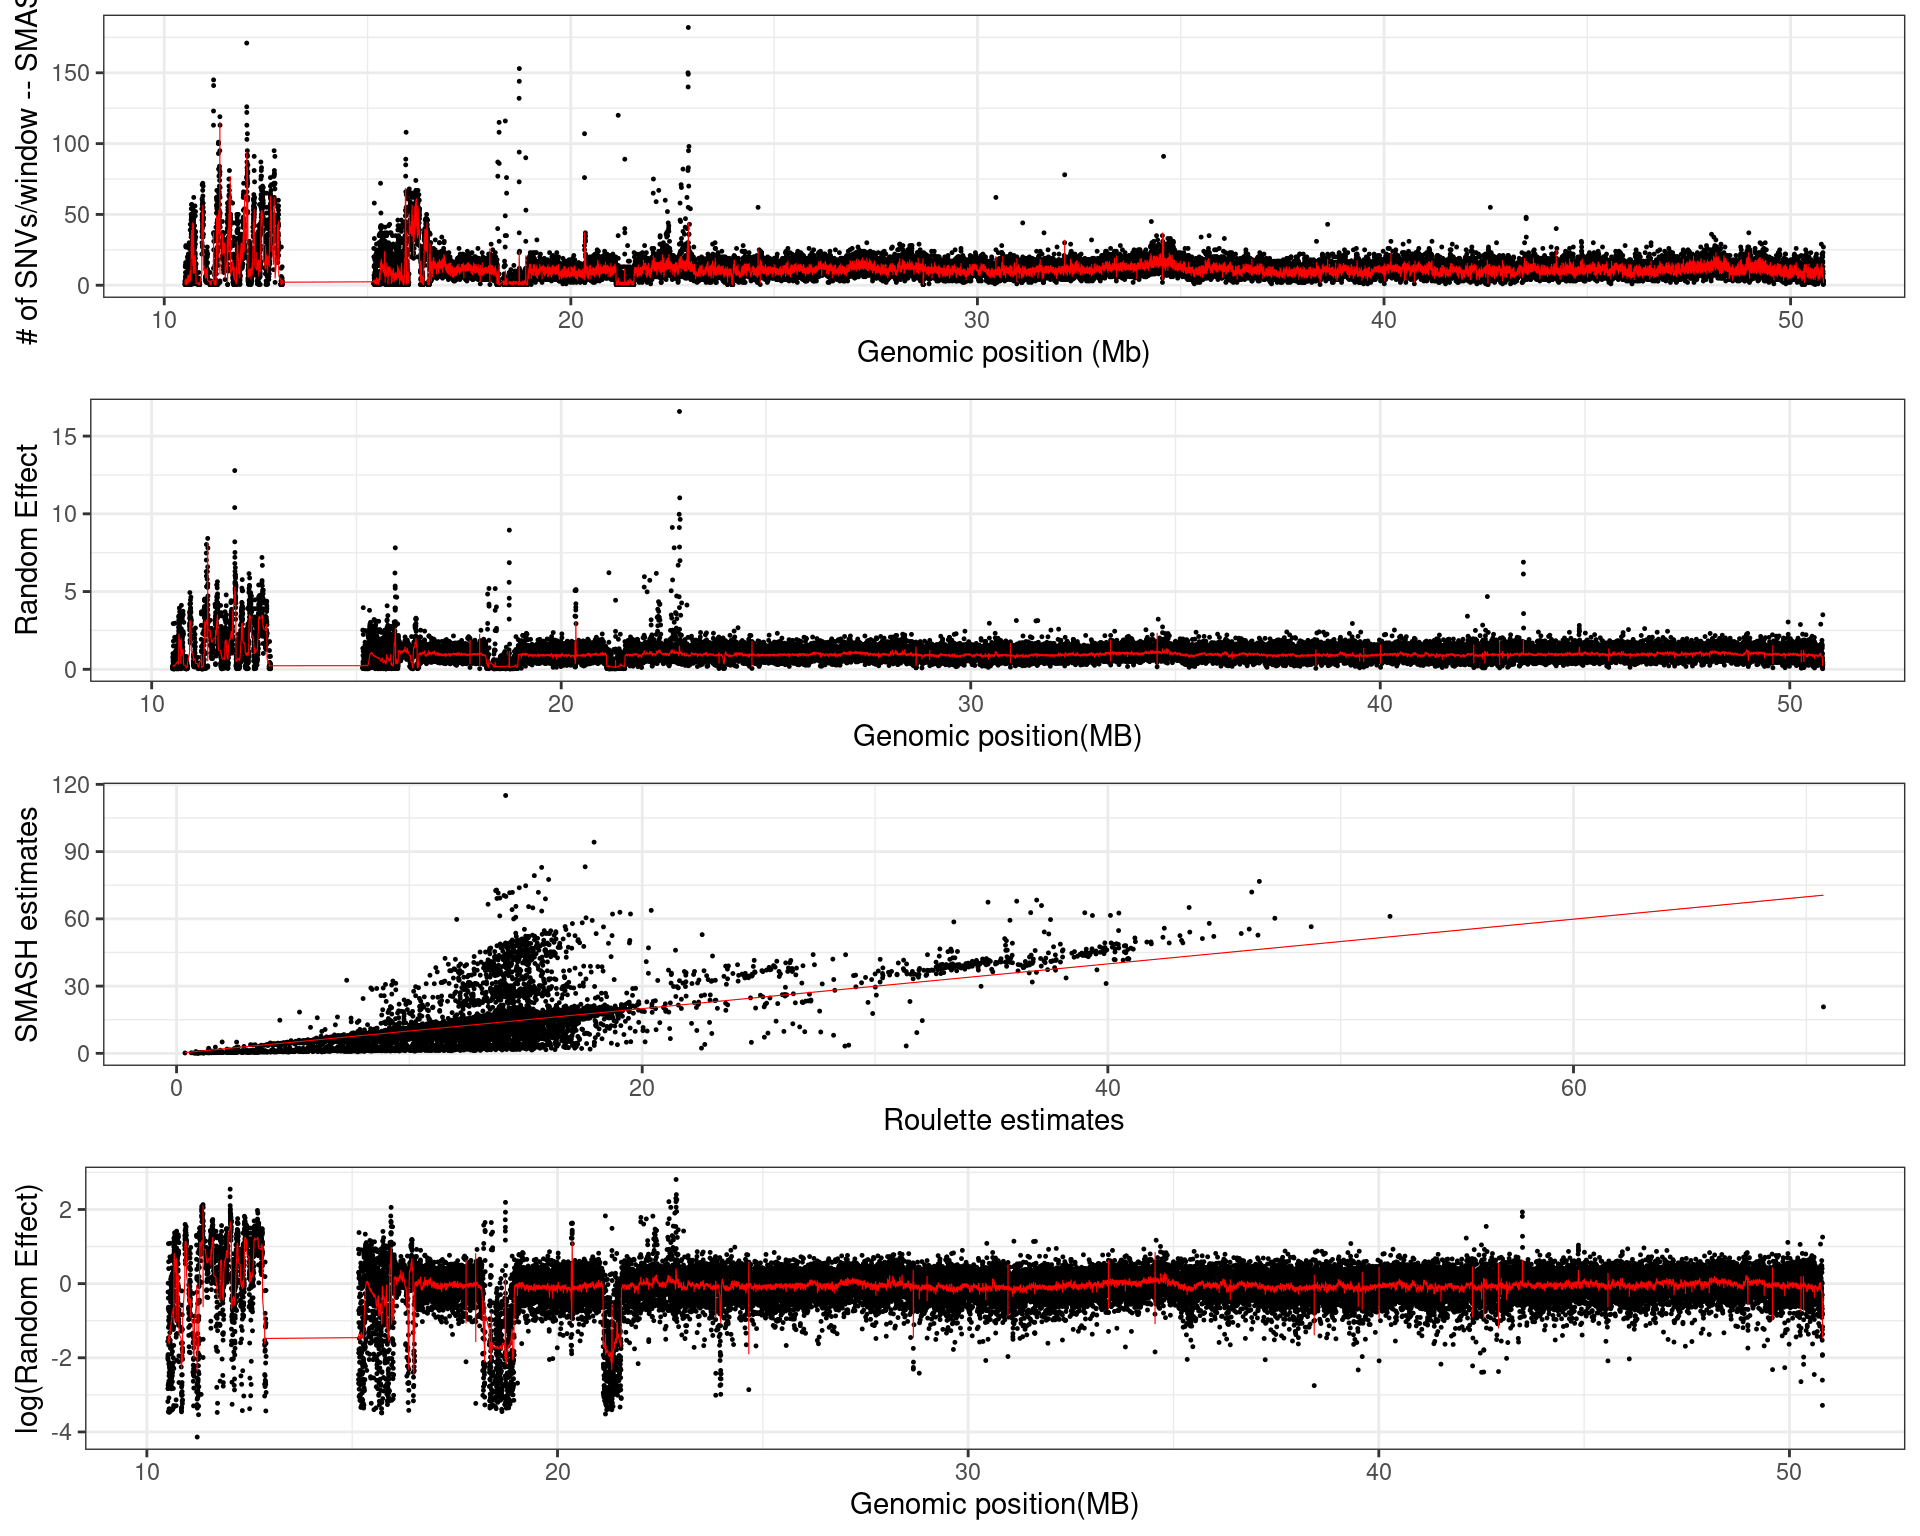 # of SNVs/window -- SMAS
150
100
50
0
10 20 30 40 50
Genomic position (Mb)
Random Effect
15
10
5
0
10 20 30 40 50
Genomic position(MB)
SMASH estimates
120
90
60
30
0
0 20 40 60
Roulette estimates
log(Random Effect)
2
0
-2
-4
10 20 30 40 50
Genomic position(MB)